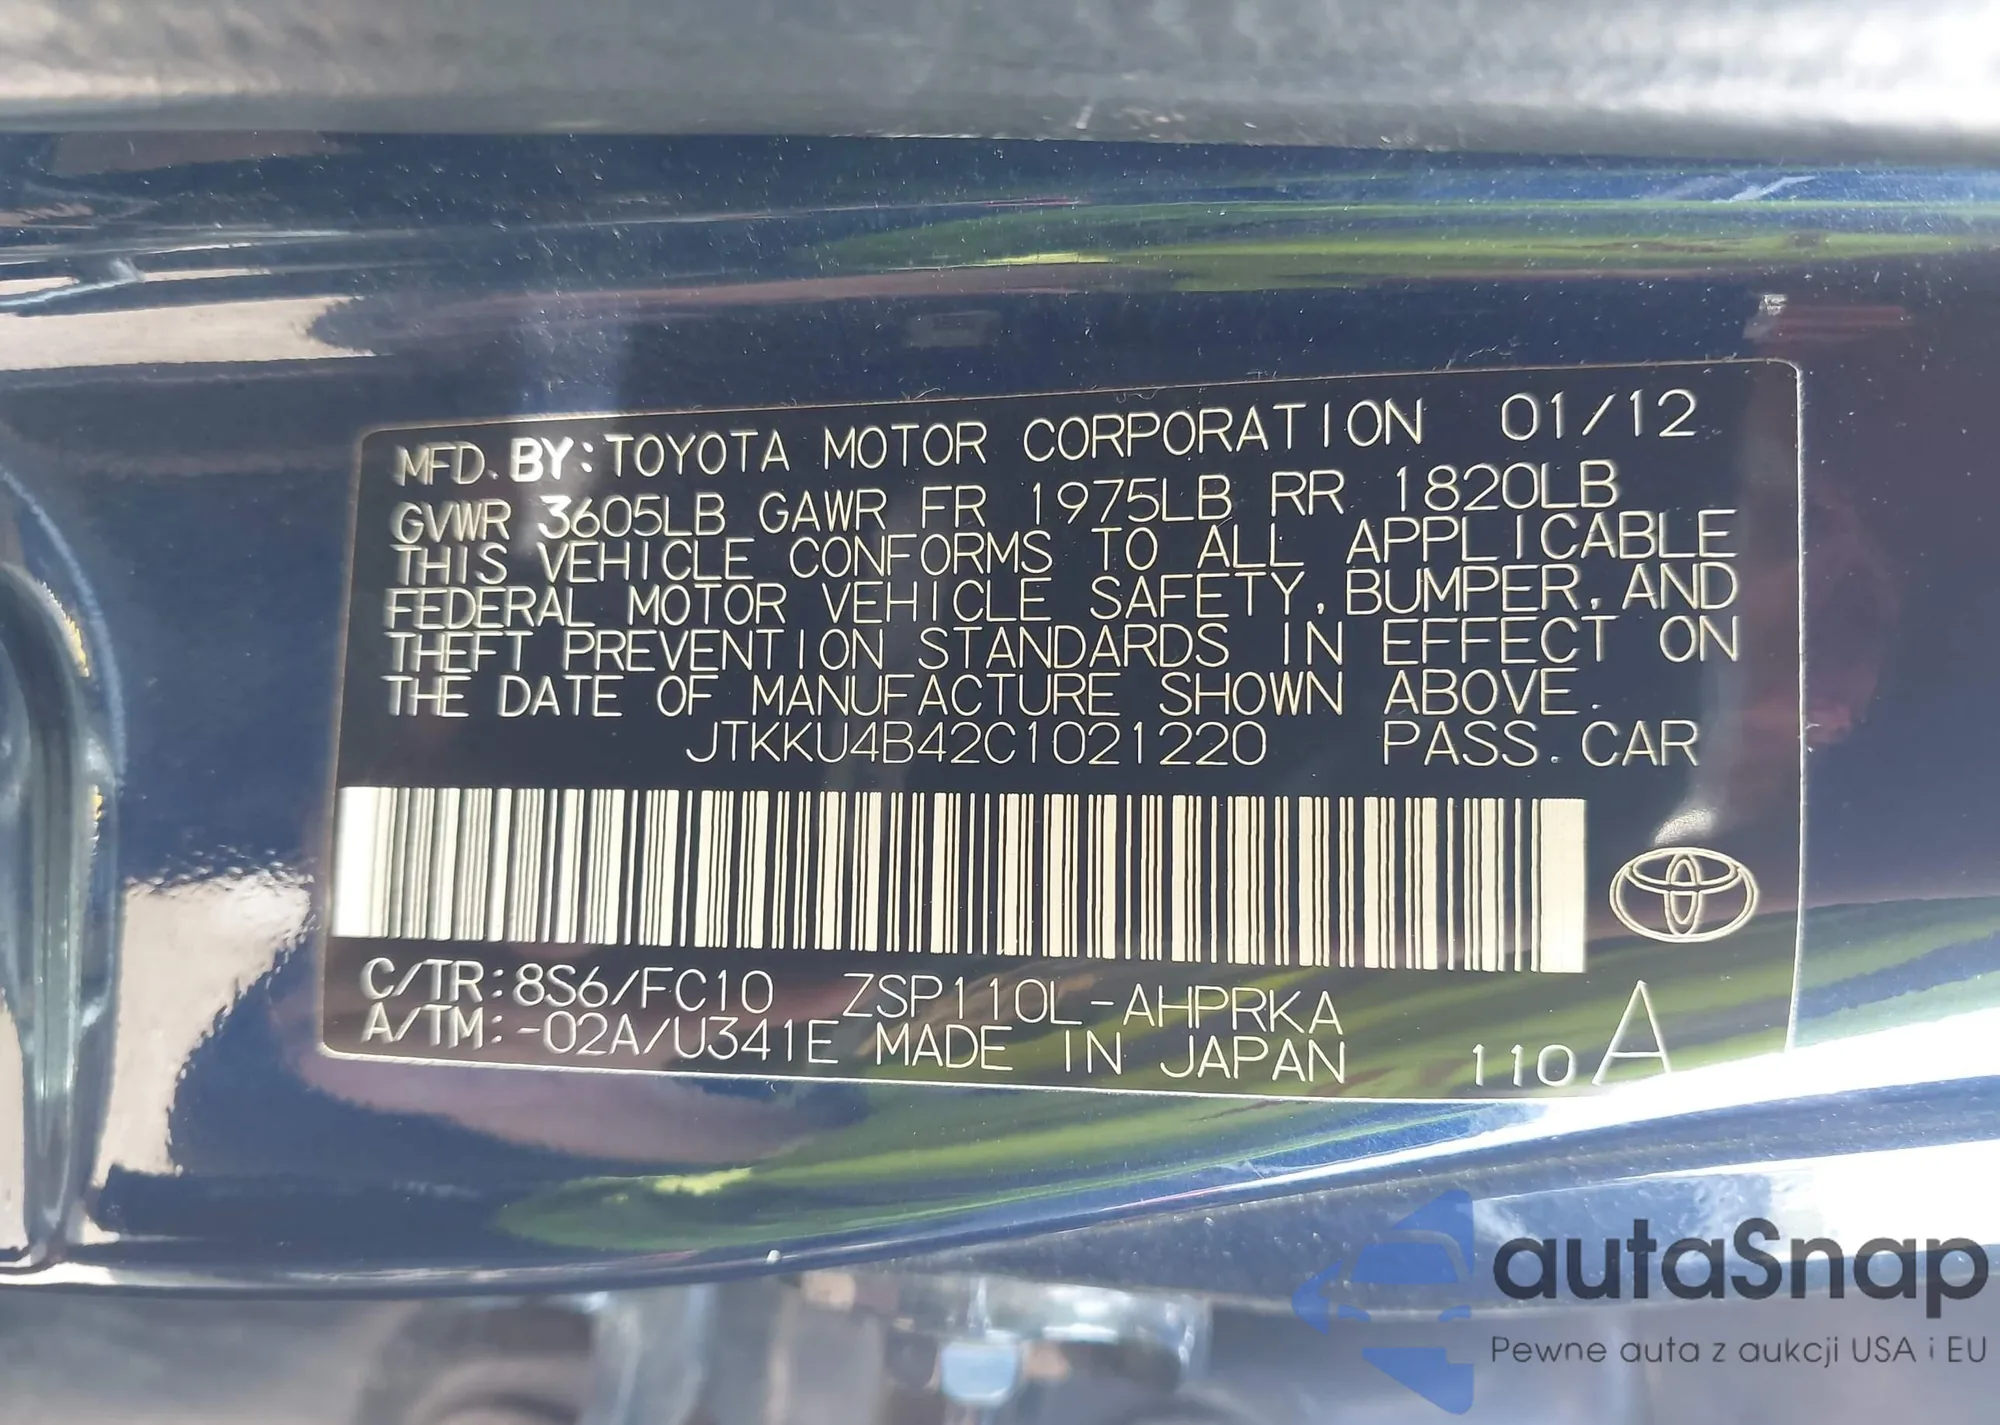 MFD. BY: TOYOTA MOTOR CORPORATION 01/12
GVWR 3605LB GAWR FR 1975LB RR 1820LB
THIS VEHICLE CONFORMS TO ALL APPLICABLE
FEDERAL MOTOR VEHICLE SAFETY, BUMPER, AND
THEFT PREVENTION STANDARDS IN EFFECT ON
THE DATE OF MANUFACTURE SHOWN ABOVE.
JTKKU4B42C1021220 PASS. CAR
C/TR: 8S6/FC10 ZSP110L-AHPRKA
A/TM: -02A/U341E MADE IN JAPAN 110 A
autaSnap
Pewne auta z aukcji USA i EU